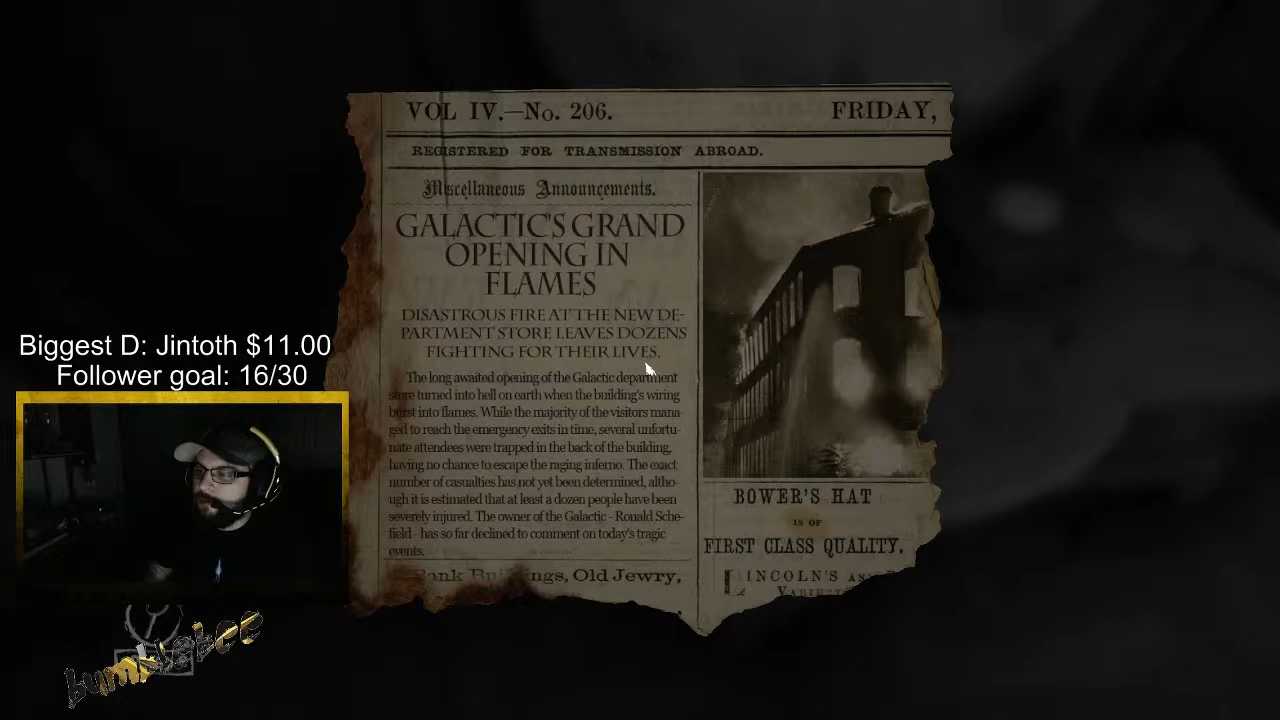 VOL IV.—No. 206.
FRIDAY,
REGISTERED FOR TRANSMISSION ABROAD.
Miscellaneous Announcements.
GALACTIC'S GRAND
OPENING IN
FLAMES
DISASTROUS FIRE AT THE NEW DE-
PARTMENT STORE LEAVES DOZENS
FIGHTING FOR THEIR LIVES.
The long awaited opening of the Galactic department
store turned into hell on earth when the building's wiring
burst into flames. While the majority of the visitors mana-
ged to reach the emergency exits in time, several unfortu-
nate attendees were trapped in the back of the building,
having no chance to escape the raging inferno. The exact
number of casualties has not yet been determined, altho-
ugh it is estimated that at least a dozen people have been
severely injured. The owner of the Galactic - Ronald Sche-
field - has so far declined to comment on today's tragic
events.
Bank Buildings, Old Jewry,
BOWER'S HAT
IS OF
FIRST CLASS QUALITY.
LINCOLN'S AND
Biggest D: Jintoth $11.00
Follower goal: 16/30
bumblebee